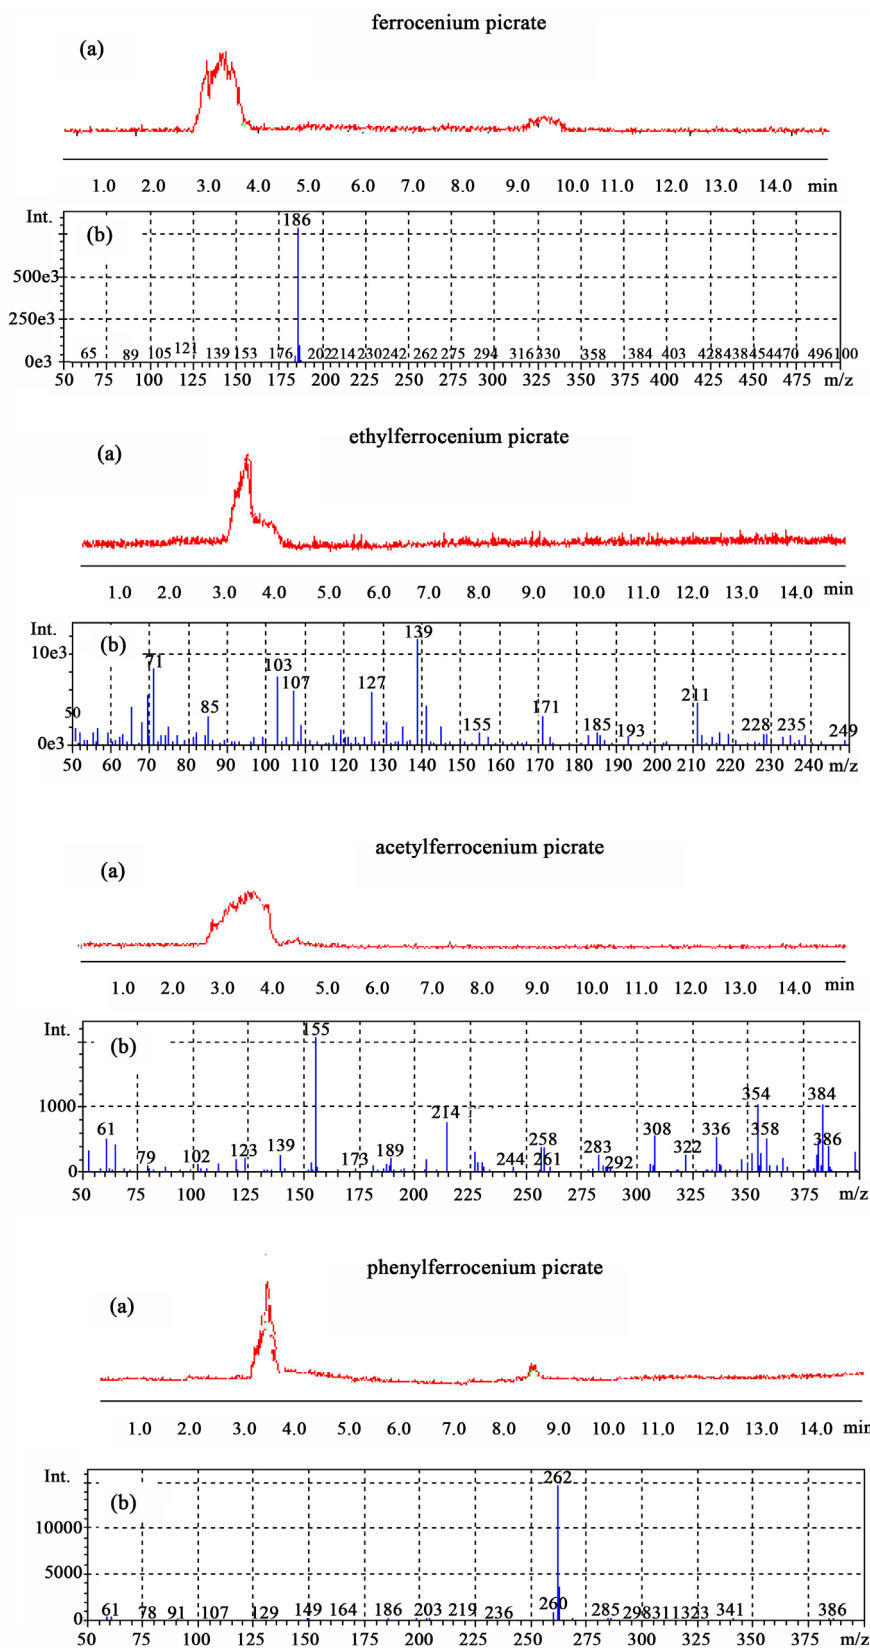 ferrocenium picrate
(a)
1.0 2.0 3.0 4.0 5.0 6.0 7.0 8.0 9.0 10.0 11.0 12.0 13.0 14.0 min
Int.
(b)
186
500e3
250e3
0e3
65 89 105 121 139 153 176 202 214 230 242 262 275 294 316 330 358 384 403 428 438 454 470 496 100
50 75 100 125 150 175 200 225 250 275 300 325 350 375 400 425 450 475 m/z
ethylferrocenium picrate
(a)
1.0 2.0 3.0 4.0 5.0 6.0 7.0 8.0 9.0 10.0 11.0 12.0 13.0 14.0 min
Int.
(b)
139
10e3
71 103 107 127
50 85 155 171 185 193 211 228 235 249
0e3
50 60 70 80 90 100 110 120 130 140 150 160 170 180 190 200 210 220 230 240 m/z
acetylferrocenium picrate
(a)
1.0 2.0 3.0 4.0 5.0 6.0 7.0 8.0 9.0 10.0 11.0 12.0 13.0 14.0 min
Int.
(b)
155
1000
354 384
214
61 79 102 123 139 173 189 244 258 261 283 292 308 322 336 358 386
0
50 75 100 125 150 175 200 225 250 275 300 325 350 375 m/z
phenylferrocenium picrate
(a)
1.0 2.0 3.0 4.0 5.0 6.0 7.0 8.0 9.0 10.0 11.0 12.0 13.0 14.0 min
Int.
(b)
262
10000
5000
0
61 78 91 107 129 149 164 186 203 219 236 260 285 298 311 323 341 386
50 75 100 125 150 175 200 225 250 275 300 325 350 375 m/z